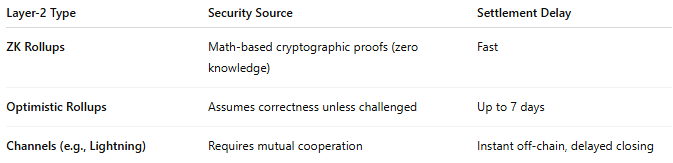 Layer-2 Type Security Source Settlement Delay
ZK Rollups Math-based cryptographic proofs (zero Fast
knowledge)
Optimistic Rollups Assumes correctness unless challenged Up to 7 days
Channels (e.g., Lightning) Requires mutual cooperation Instant off-chain, delayed closing